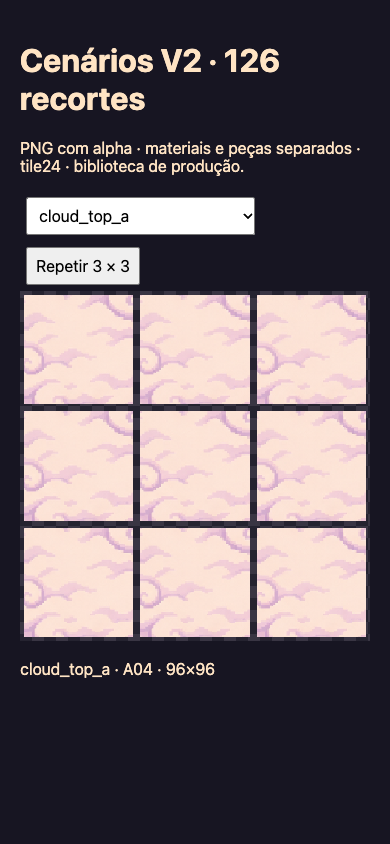 Cenários V2 · 126
recortes
PNG com alpha · materiais e peças separados ·
tile24 · biblioteca de produção.
cloud_top_a
Repetir 3 × 3
cloud_top_a · A04 · 96×96